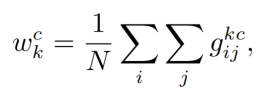 $w_k^c = \frac{1}{N} \sum_i \sum_j g_{ij}^{kc},$